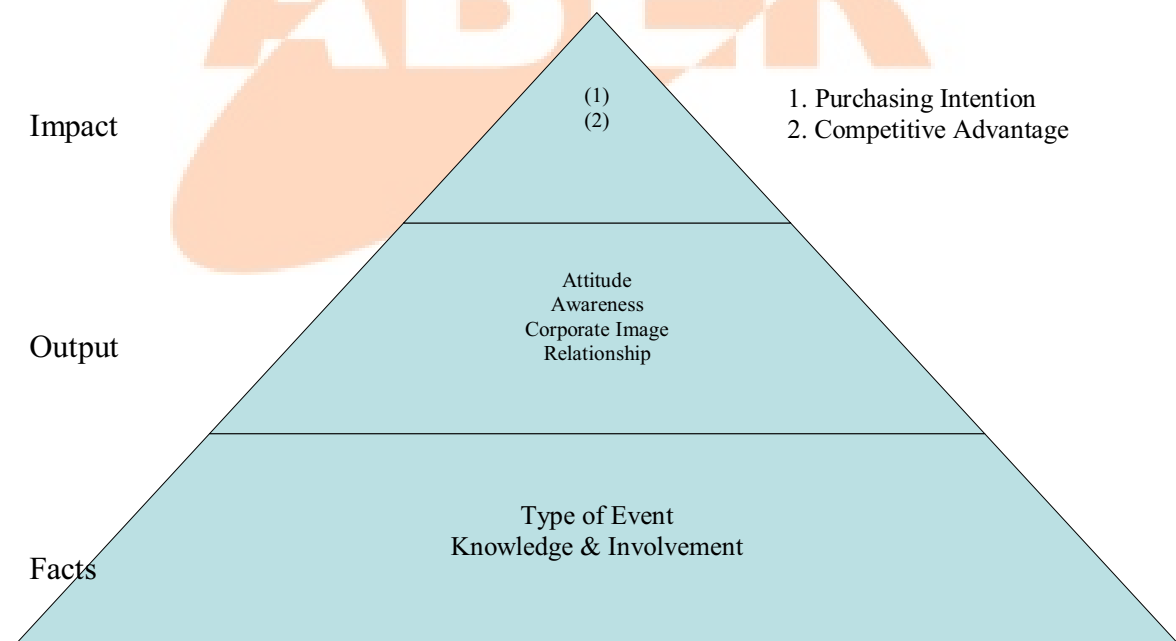 Impact
(1)
(2)
1. Purchasing Intention
2. Competitive Advantage
Output
Attitude
Awareness
Corporate Image
Relationship
Facts
Type of Event
Knowledge & Involvement